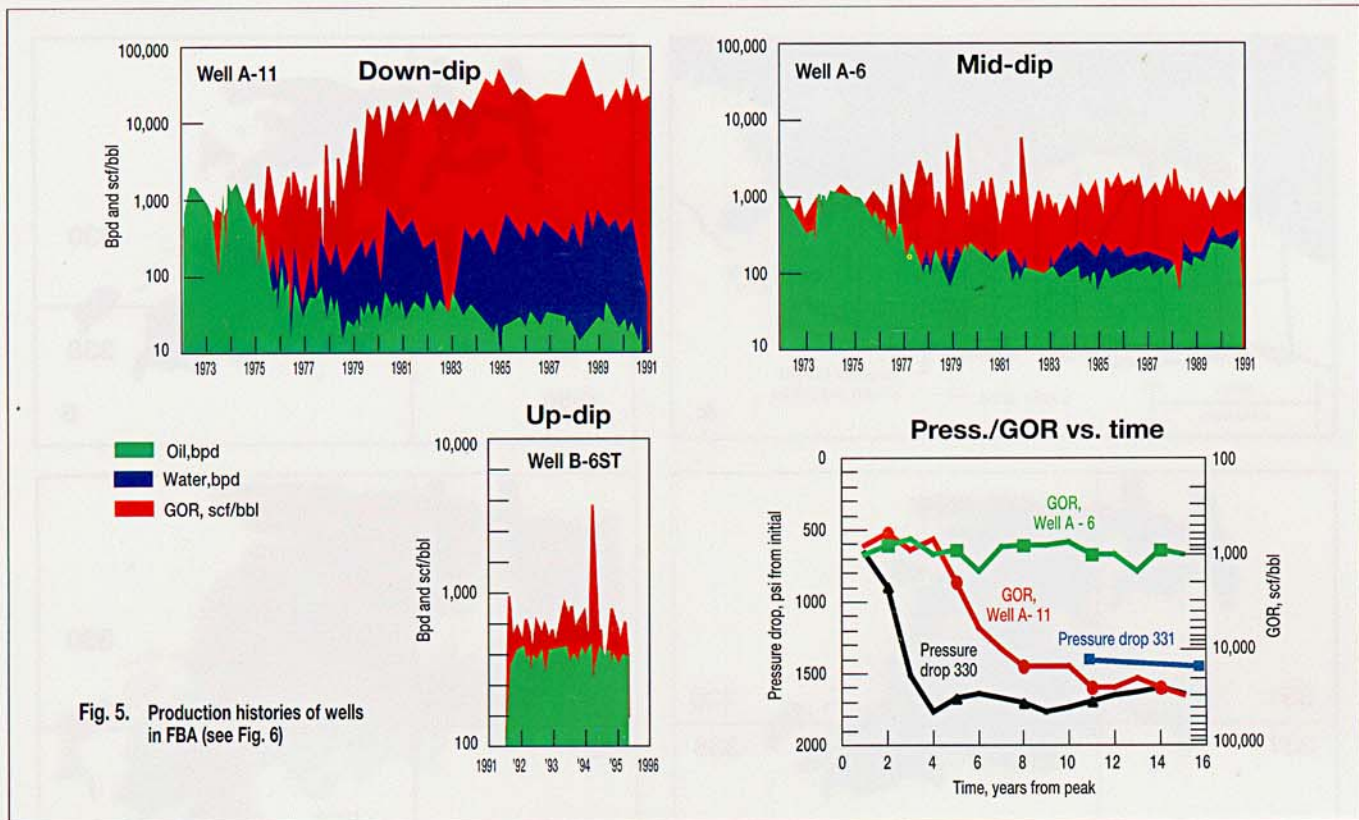 Down-dip
Well A-11
100,000
10,000
1,000
100
10
Bpd and scf/bbl
1973 1975 1977 1979 1981 1983 1965 1987 1989 1991
Mid-dip
Well A-6
100,000
10,000
1,000
100
10
1973 1975 1977 1979 1981 1983 1985 1987 1989 1991
Oil,bpd
Water,bpd
GOR, scf/bbl
Fig. 5. Production histories of wells
in FBA (see Fig. 6)
Up-dip
Well B-6ST
10,000
1,000
100
Bpd and scf/bbl
1991 '92 '93 '94 '95 1996
Press./GOR vs. time
0
500
1000
1500
2000
Pressure drop, psi from initial
GOR,
Well A - 6
GOR,
Well A- 11
Pressure drop 331
Pressure
drop 330
100
1,000
10,000
100,000
GOR, scf/bbl
0 2 4 6 8 10 12 14 16
Time, years from peak